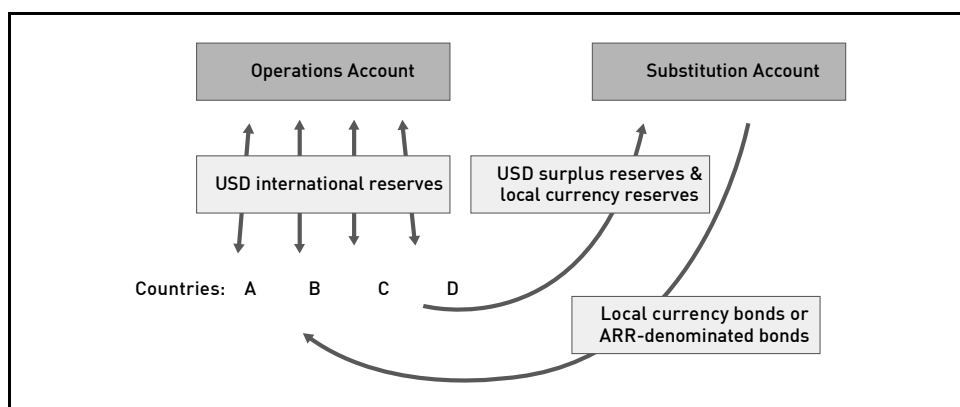 Operations Account
Substitution Account
USD international reserves
USD surplus reserves &
local currency reserves
Countries: A B C D
Local currency bonds or
ARR-denominated bonds